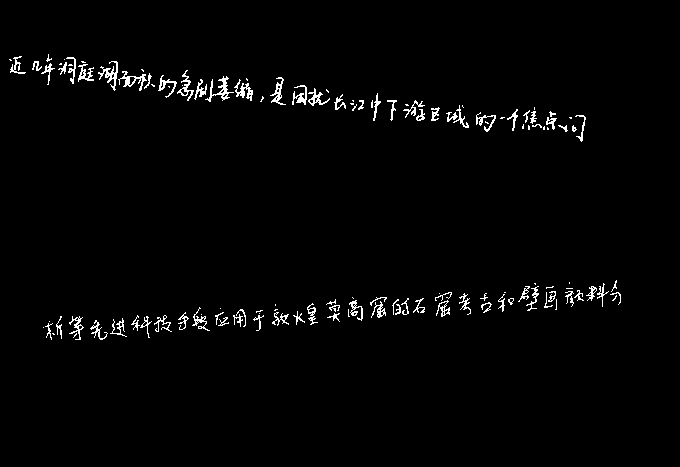 近几年洞庭湖面积的急剧萎缩，是困扰长江中下游区域的一个焦点问
析等先进科技手段应用于敦煌莫高窟的石窟考古和壁画颜料分